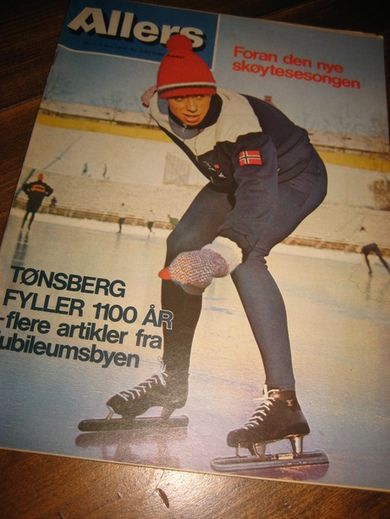 Allers
Foran den nye
skøytesesongen
TØNSBERG
FYLLER 1100 ÅR
-flere artikler fra
jubileumsbyen